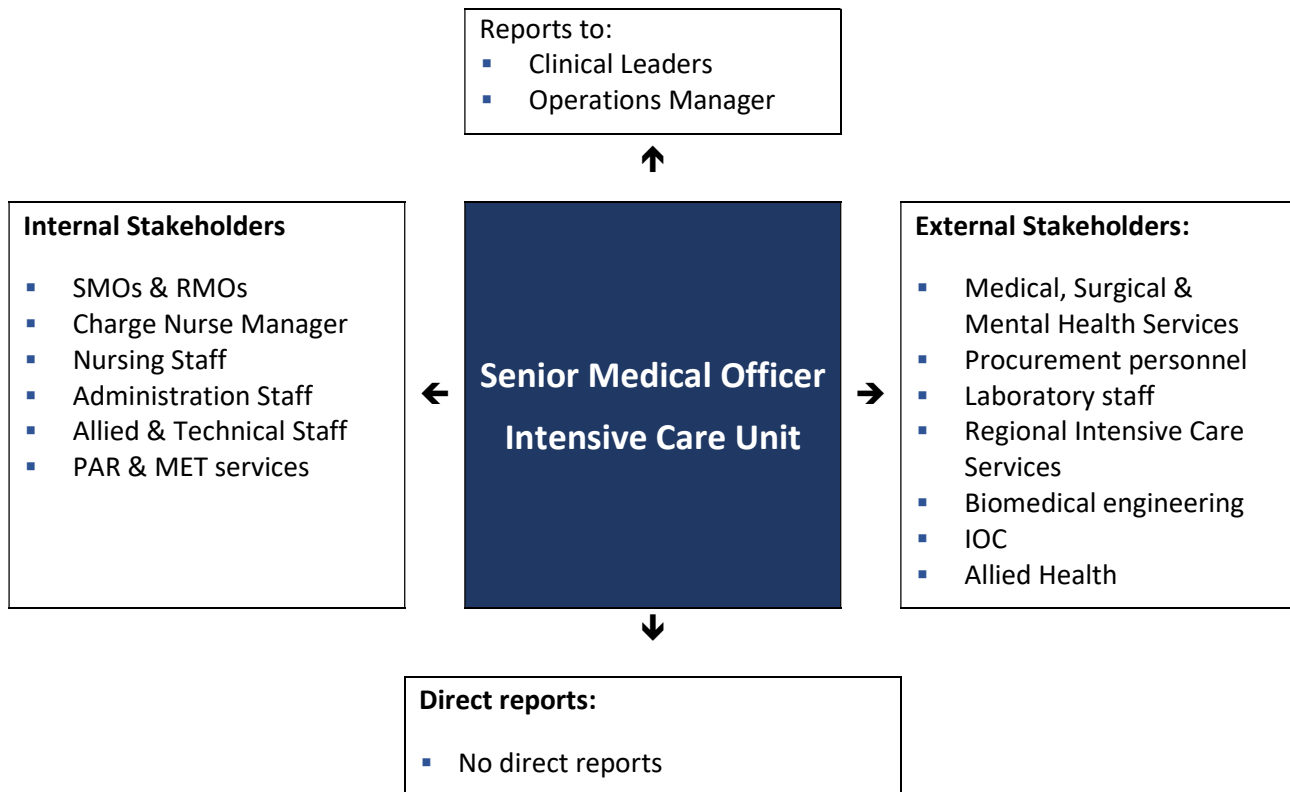 Reports to:
▪ Clinical Leaders
▪ Operations Manager
↑
Internal Stakeholders
▪ SMOs & RMOs
▪ Charge Nurse Manager
▪ Nursing Staff
▪ Administration Staff
▪ Allied & Technical Staff
▪ PAR & MET services
←
Senior Medical Officer
Intensive Care Unit
→
External Stakeholders:
▪ Medical, Surgical &
Mental Health Services
▪ Procurement personnel
▪ Laboratory staff
▪ Regional Intensive Care
Services
▪ Biomedical engineering
▪ IOC
▪ Allied Health
↓
Direct reports:
▪ No direct reports